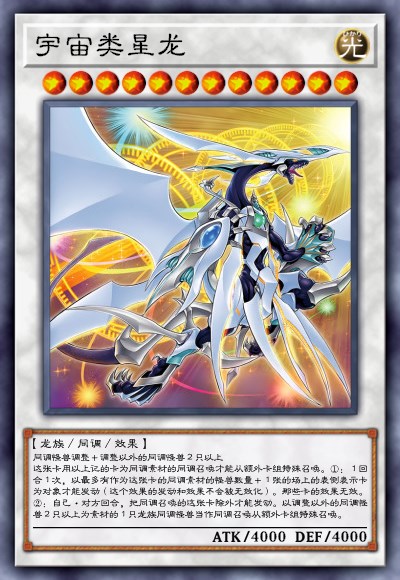 宇宙类星龙
ひかり
光
【龙族／同调／效果】
同调怪兽调整＋调整以外的同调怪兽２只以上
这张卡用以上记的卡为同调素材的同调召唤才能从额外卡组特殊召唤。①：１回
合１次，以最多有作为这张卡的同调素材的怪兽数量＋１张的场上的表侧表示卡
为对象才能发动（这个效果的发动和效果不会被无效化）。那些卡的效果无效。
②：自己·对方回合，把同调召唤的这张卡除外才能发动。以调整以外的同调怪
兽２只以上为素材的１只龙族同调怪兽当作同调召唤从额外卡组特殊召唤。
ATK/4000 DEF/4000